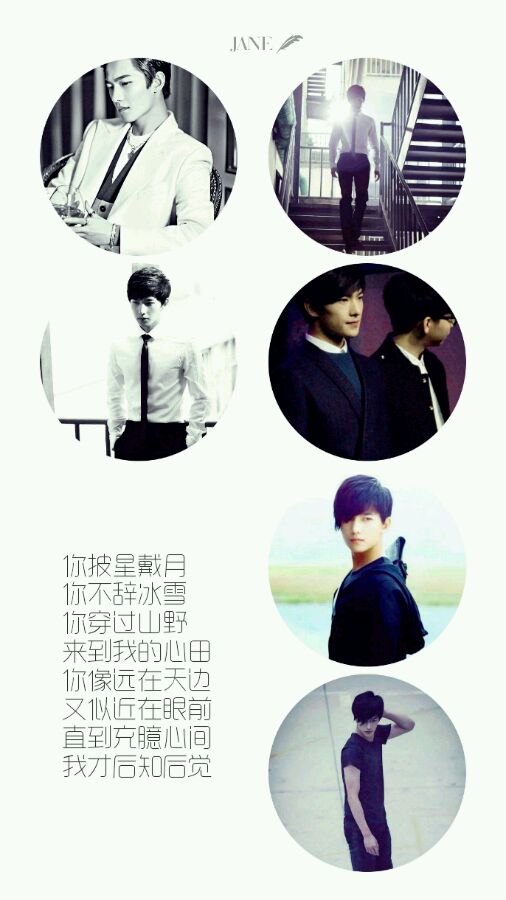 JANE
你披星戴月
你不辞冰雪
你穿过山野
来到我的心田
你像远在天边
又似近在眼前
直到充臆心间
我才后知后觉